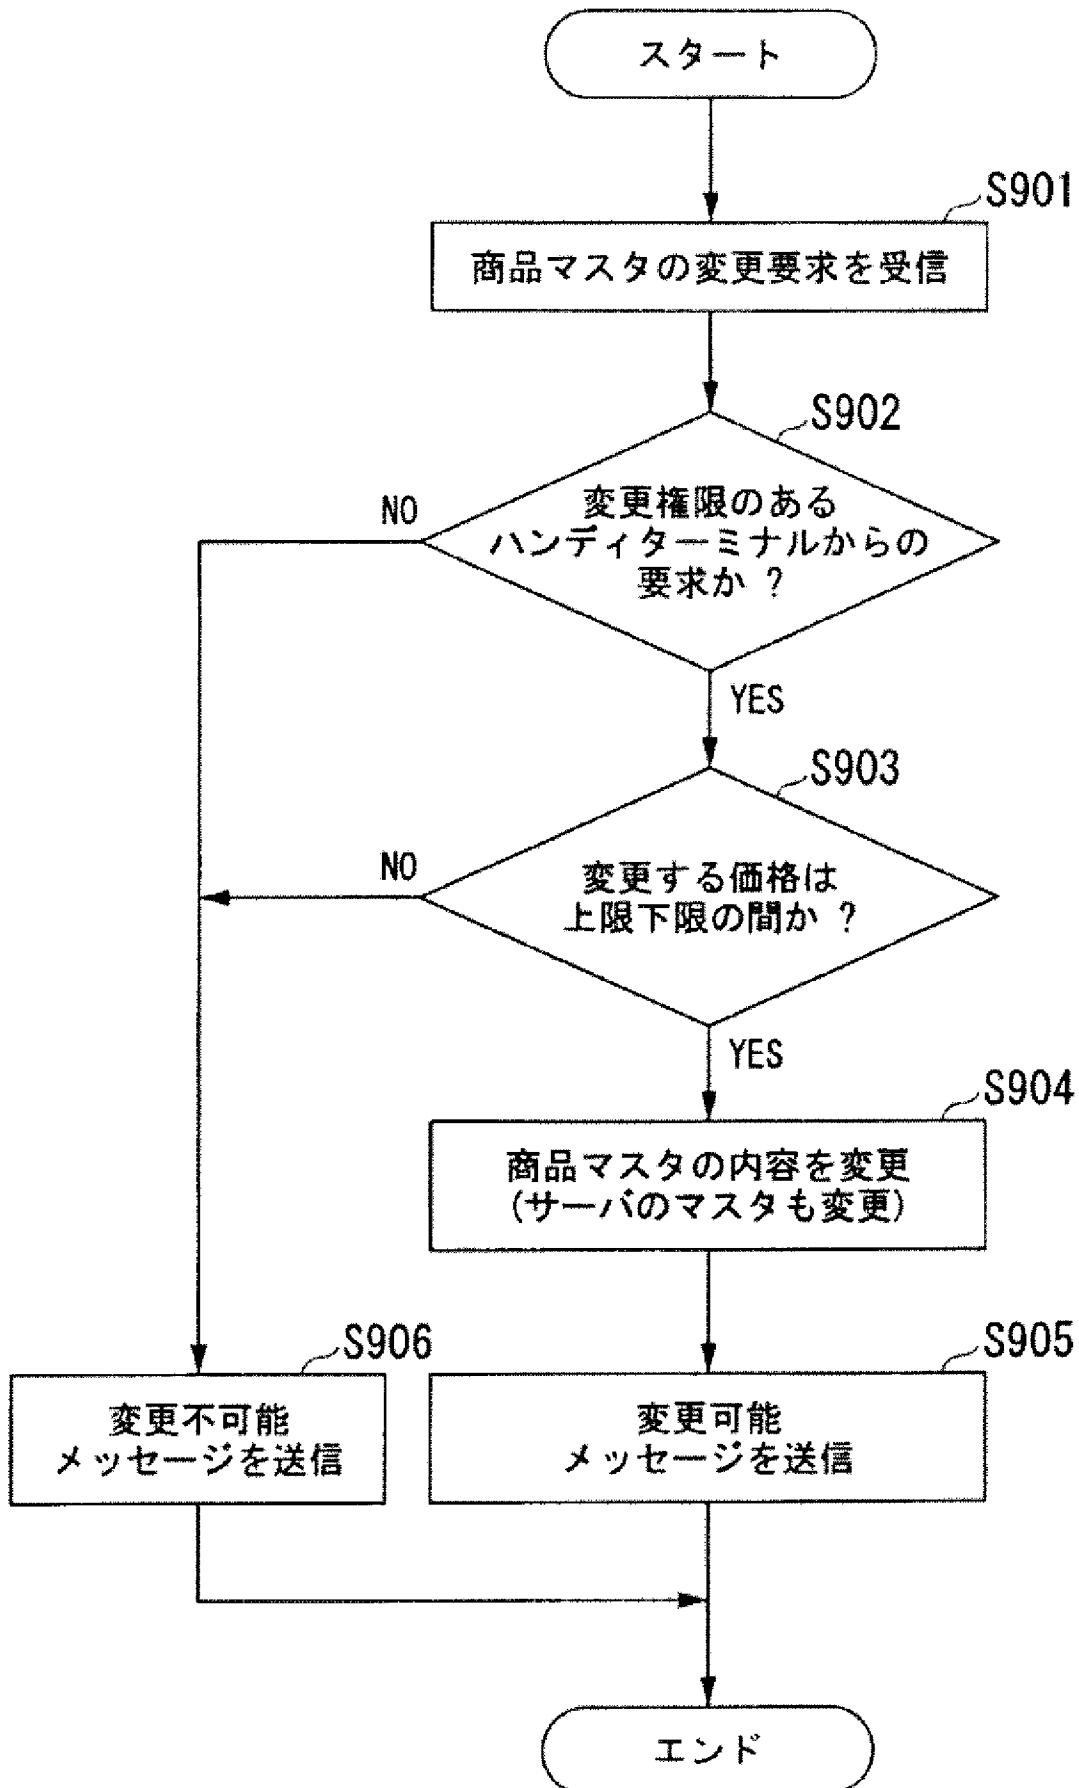 スタート
S901
商品マスタの変更要求を受信
S902
変更権限のある
ハンディターミナルからの
要求か ?
NO
YES
S903
変更する価格は
上限下限の間か ?
NO
YES
S904
商品マスタの内容を変更
(サーバのマスタも変更)
S906
変更不可能
メッセージを送信
S905
変更可能
メッセージを送信
エンド